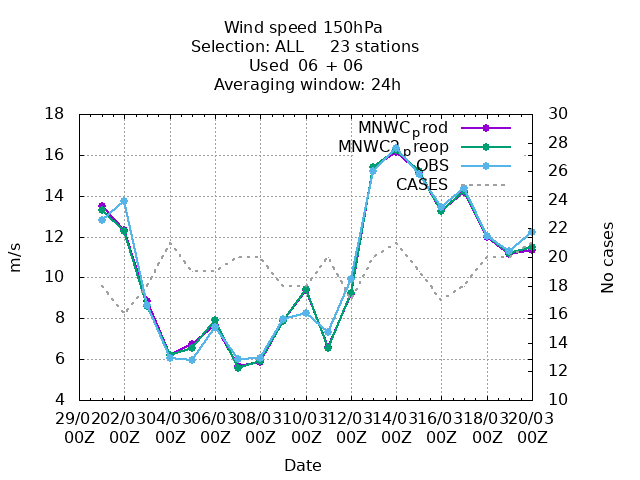 Wind speed 150hPa
Selection: ALL 23 stations
Used 06 + 06
Averaging window: 24h
MNWC_prod
MNWC2_preop
OBS
CASES
m/s
18
16
14
12
10
8
6
4
No cases
30
28
26
24
22
20
18
16
14
12
10
29/02 02/03 04/03 06/03 08/03 10/03 12/03 14/03 16/03 18/03 20/03
00Z 00Z 00Z 00Z 00Z 00Z 00Z 00Z 00Z 00Z 00Z
Date